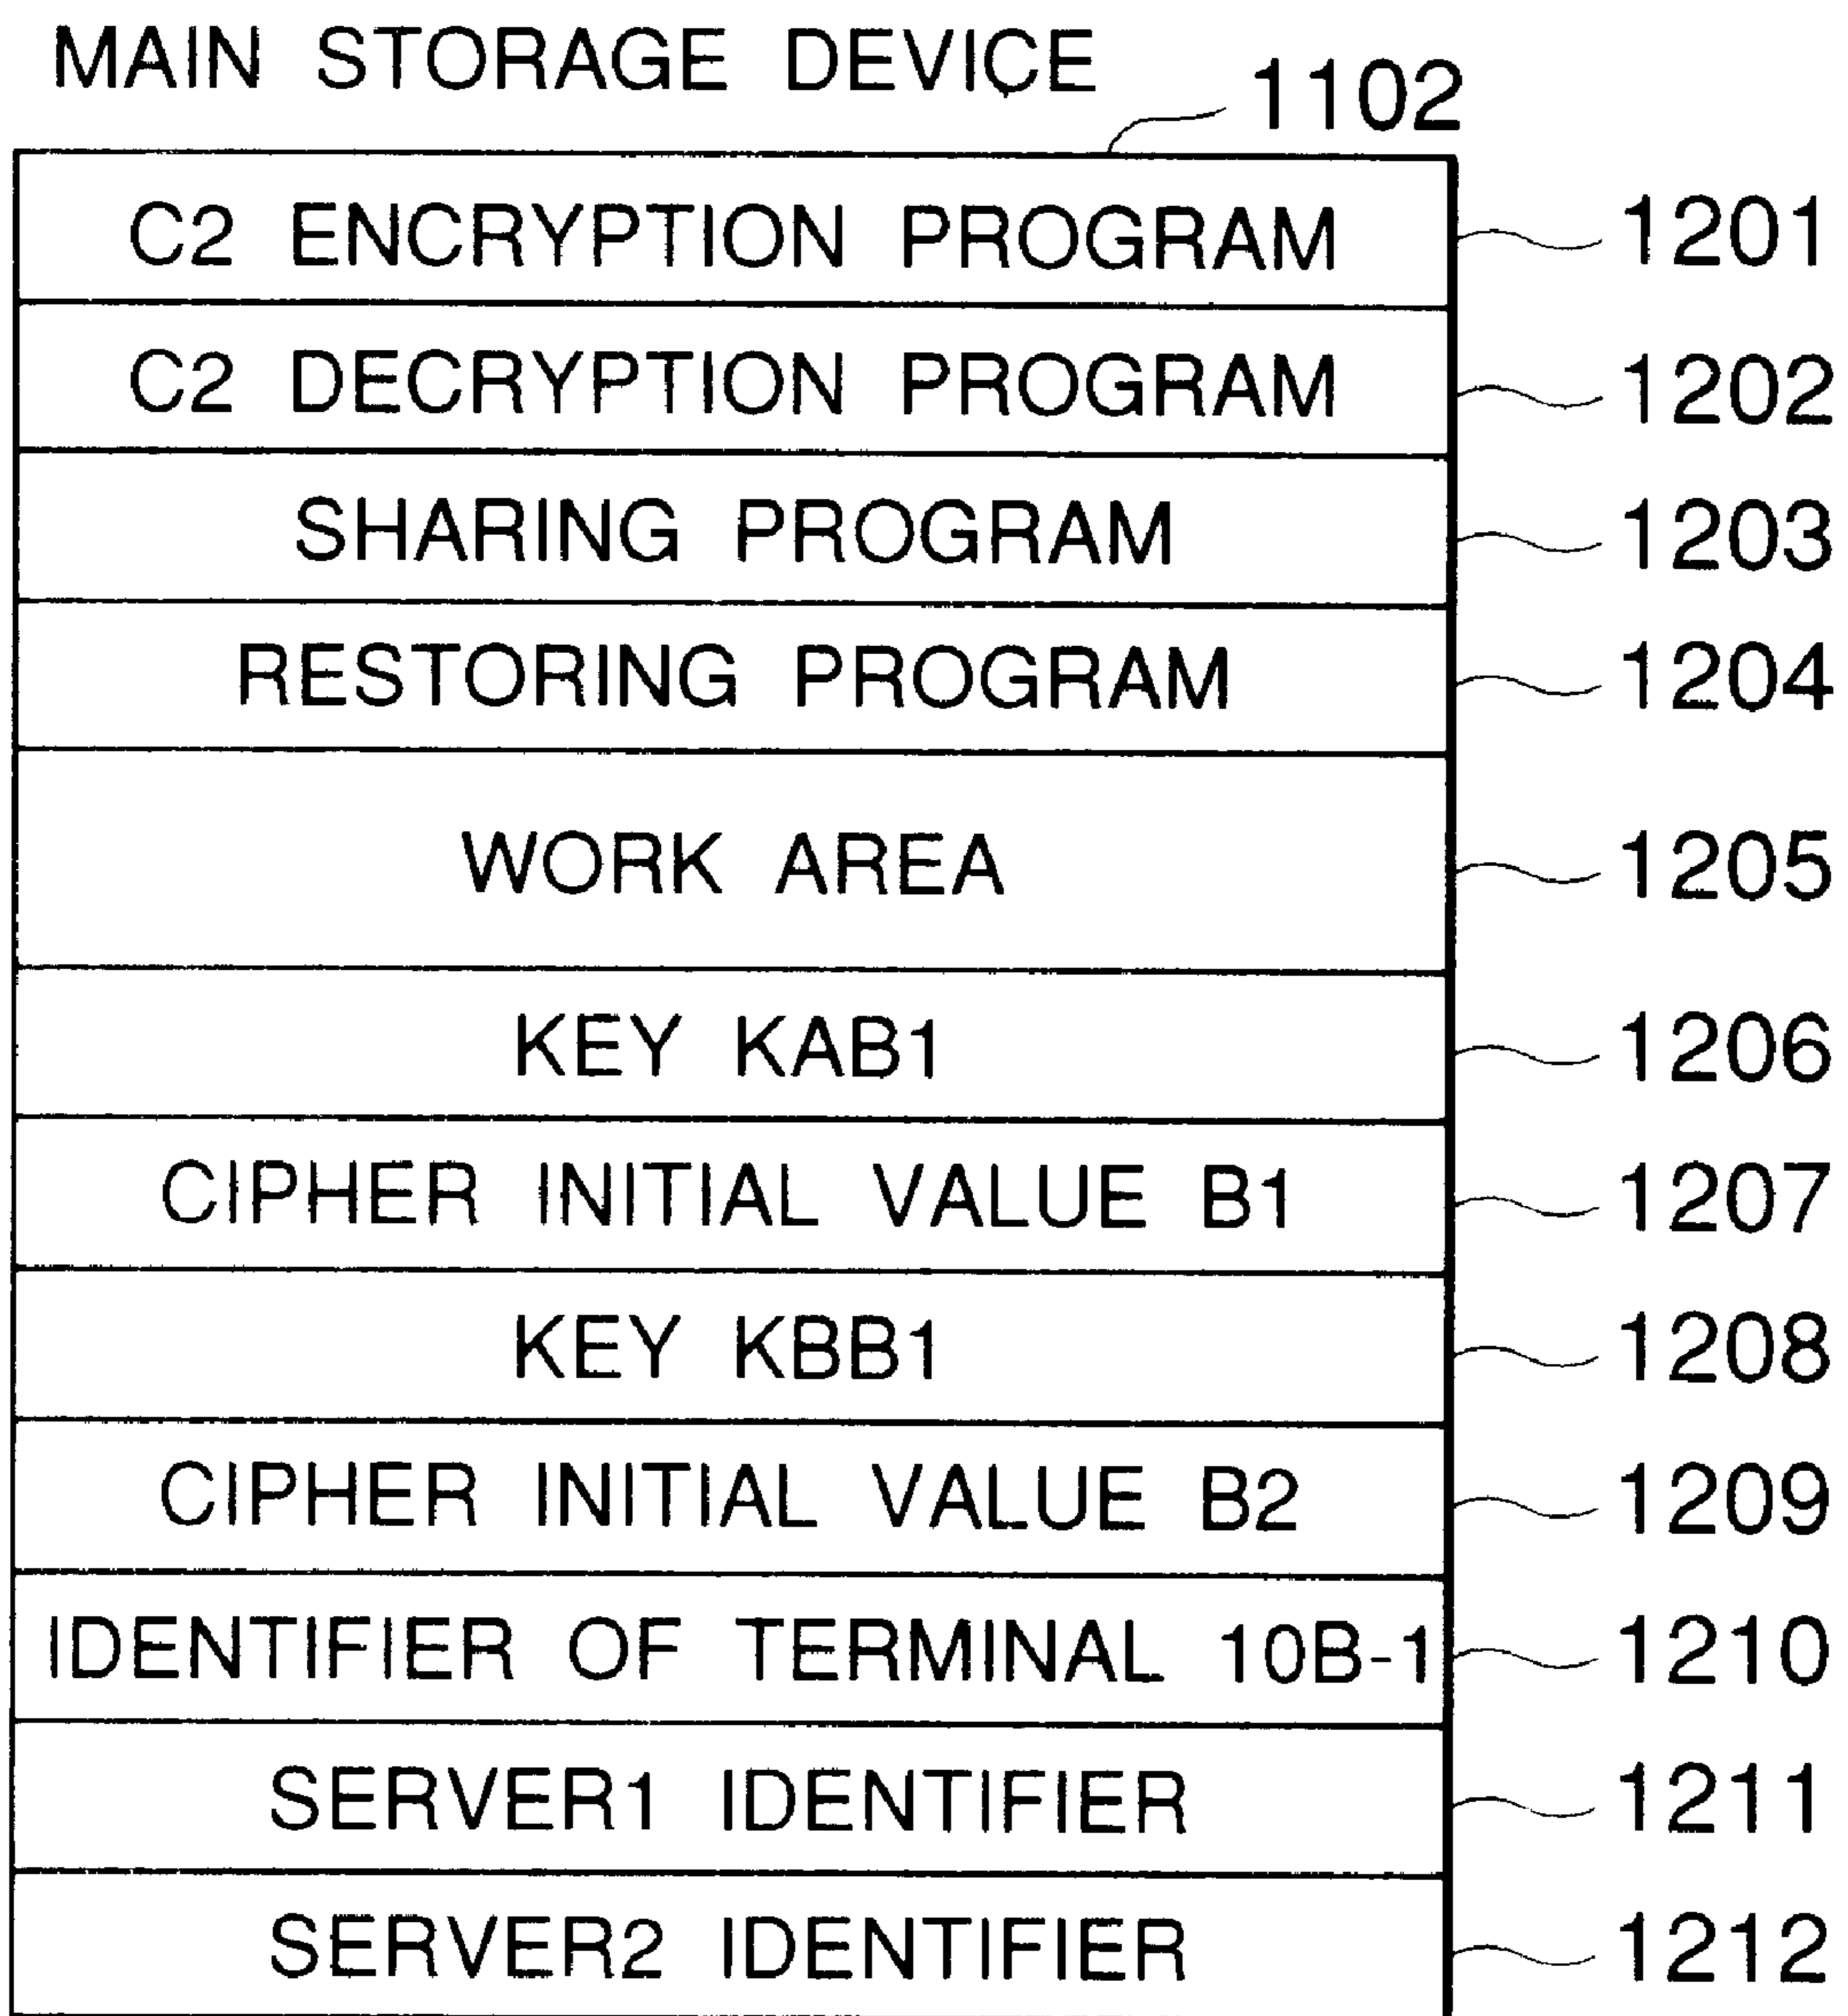 MAIN STORAGE DEVICE
1102
C2 ENCRYPTION PROGRAM 1201
C2 DECRYPTION PROGRAM 1202
SHARING PROGRAM 1203
RESTORING PROGRAM 1204
WORK AREA 1205
KEY KAB1 1206
CIPHER INITIAL VALUE B1 1207
KEY KBB1 1208
CIPHER INITIAL VALUE B2 1209
IDENTIFIER OF TERMINAL 10B-1 1210
SERVER1 IDENTIFIER 1211
SERVER2 IDENTIFIER 1212